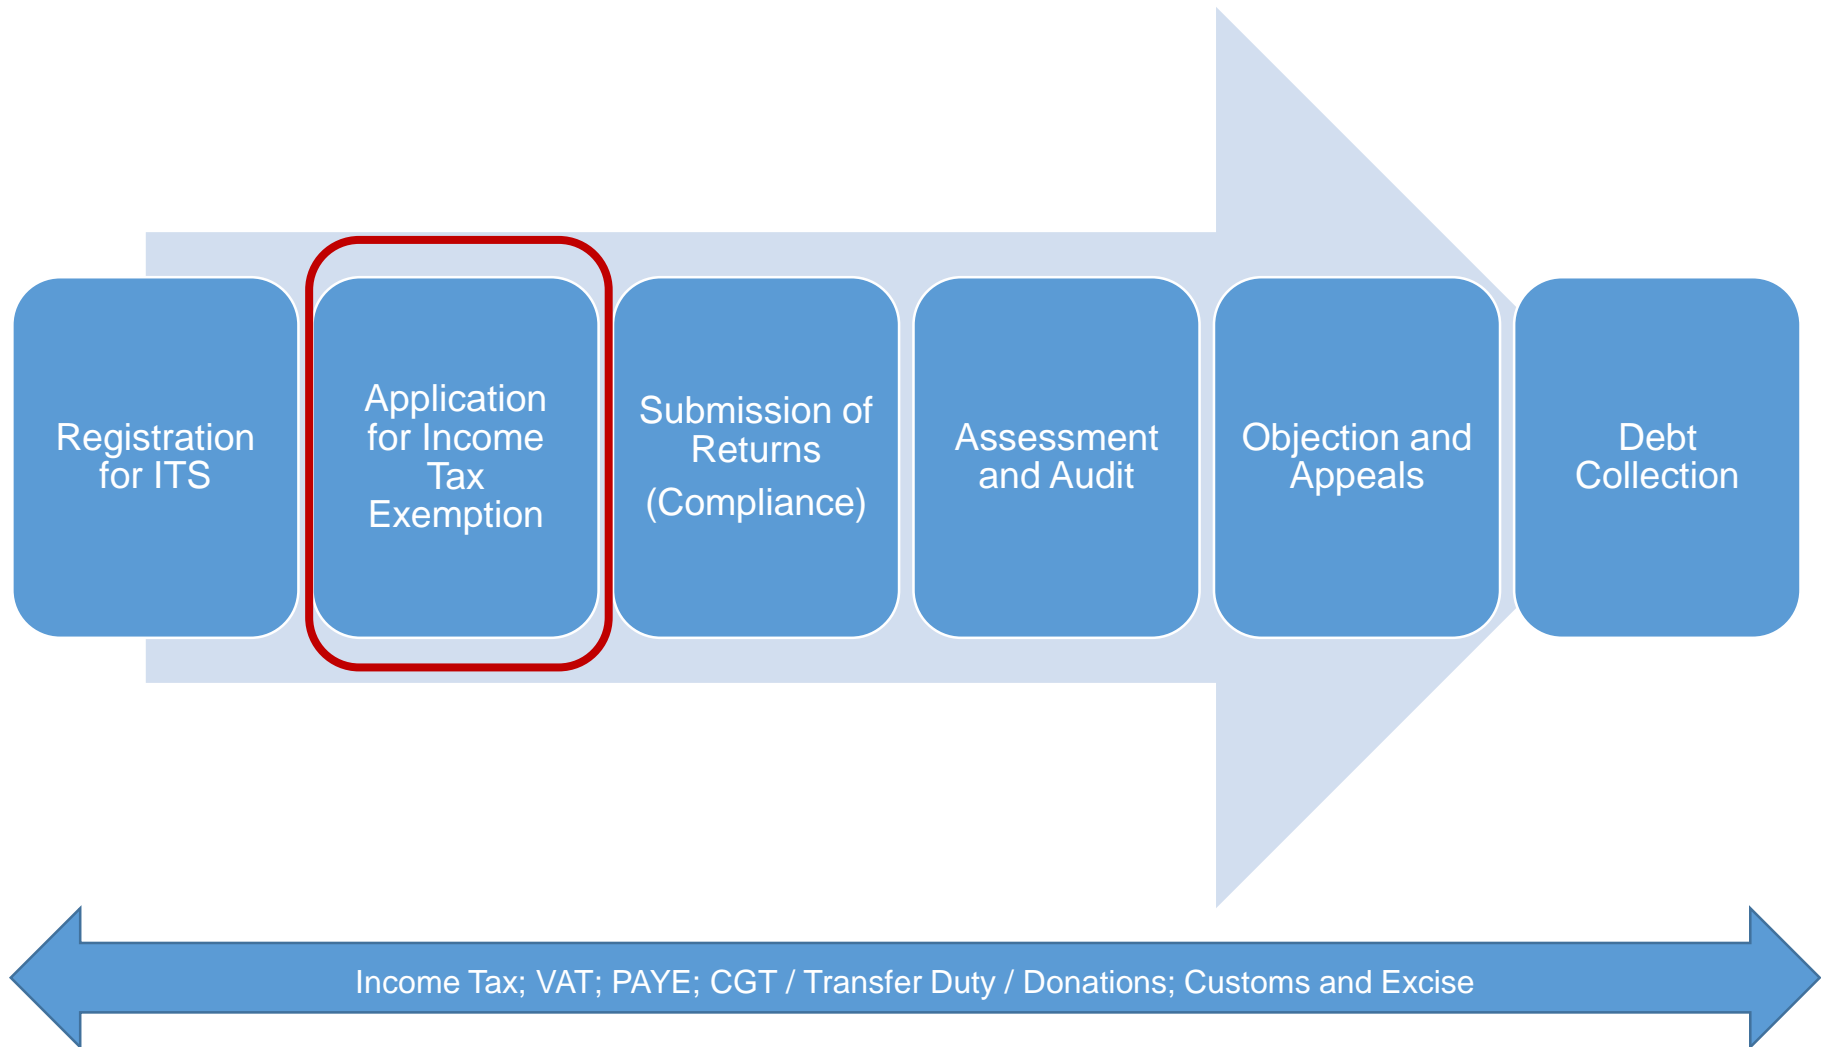 Registration
for ITS
Application
for Income
Tax
Exemption
Submission of
Returns
(Compliance)
Assessment
and Audit
Objection and
Appeals
Debt
Collection
Income Tax; VAT; PAYE; CGT / Transfer Duty / Donations; Customs and Excise